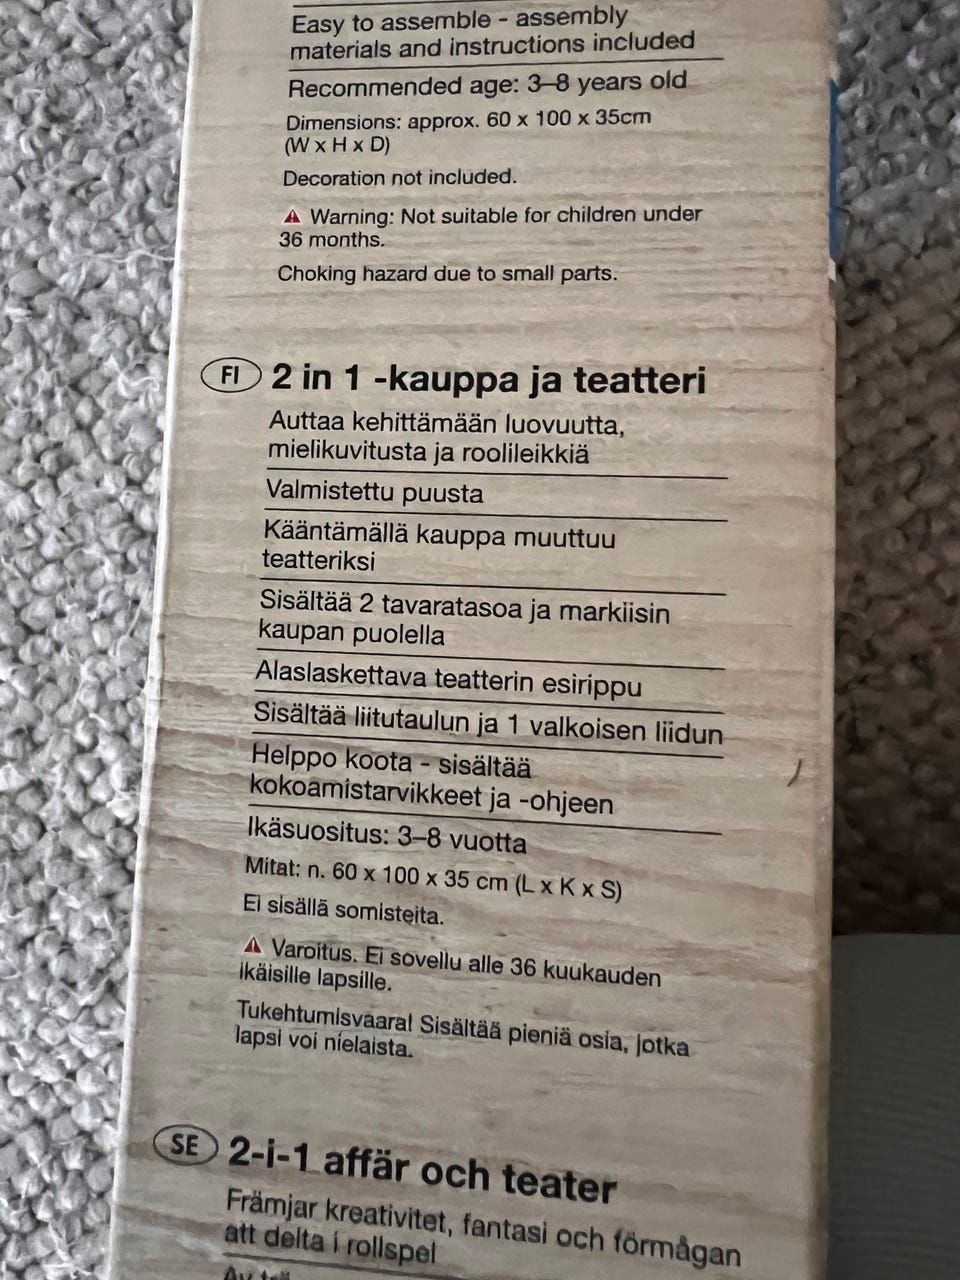 Easy to assemble - assembly
materials and instructions included
Recommended age: 3–8 years old
Dimensions: approx. 60 x 100 x 35cm
(W x H x D)
Decoration not included.
Warning: Not suitable for children under
36 months.
Choking hazard due to small parts.
FI 2 in 1 -kauppa ja teatteri
Auttaa kehittämään luovuutta,
mielikuvitusta ja roolileikkiä
Valmistettu puusta
Kääntämällä kauppa muuttuu
teatteriksi
Sisältää 2 tavaratasoa ja markiisin
kaupan puolella
Alaslaskettava teatterin esirippu
Sisältää liitutaulun ja 1 valkoisen liidun
Helppo koota - sisältää
kokoamistarvikkeet ja -ohjeen
Ikäsuositus: 3–8 vuotta
Mitat: n. 60 x 100 x 35 cm (L x K x S)
Ei sisällä somisteita.
Varoitus. Ei sovellu alle 36 kuukauden
ikäisille lapsille.
Tukehtumisvaara! Sisältää pieniä osia, jotka
lapsi voi nielaista.
SE 2-i-1 affär och teater
Främjar kreativitet, fantasi och förmågan
att delta i rollspel
Av trä